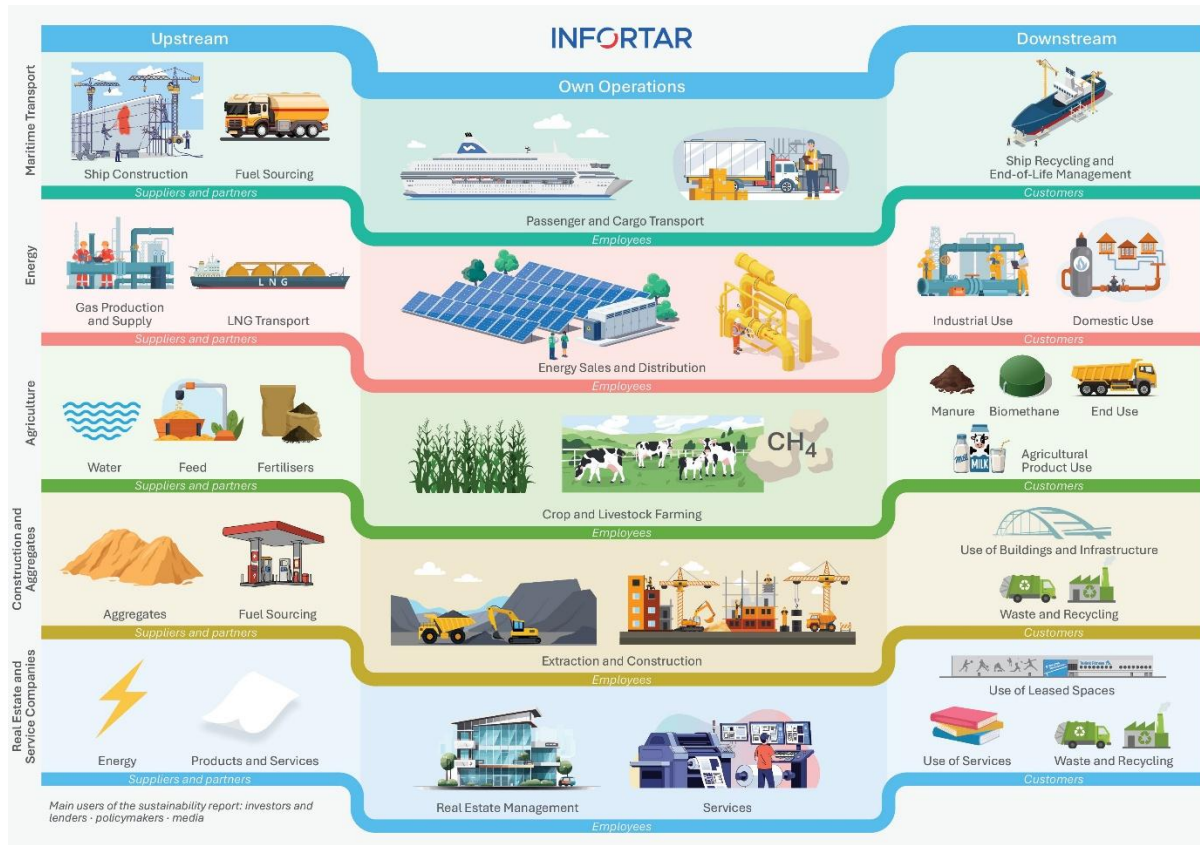 Upstream
INFORTAR
Downstream
Own Operations
Maritime Transport
Ship Construction
Fuel Sourcing
Suppliers and partners
Passenger and Cargo Transport
Employees
Ship Recycling and
End-of-Life Management
Customers
Energy
Gas Production
and Supply
LNG
LNG Transport
Suppliers and partners
Energy Sales and Distribution
Employees
Industrial Use
Domestic Use
Customers
Agriculture
Water
Feed
Fertilisers
Suppliers and partners
CH4
Crop and Livestock Farming
Employees
Manure
Biomethane
End Use
Milk
MILK
Agricultural
Product Use
Customers
Construction and
Aggregates
Aggregates
Fuel Sourcing
Suppliers and partners
Extraction and Construction
Employees
Use of Buildings and Infrastructure
Waste and Recycling
Customers
Real Estate and
Service Companies
Energy
Products and Services
Suppliers and partners
Real Estate Management
Services
Employees
Use of Leased Spaces
Use of Services
Waste and Recycling
Customers
Main users of the sustainability report: investors and
lenders · policymakers · media